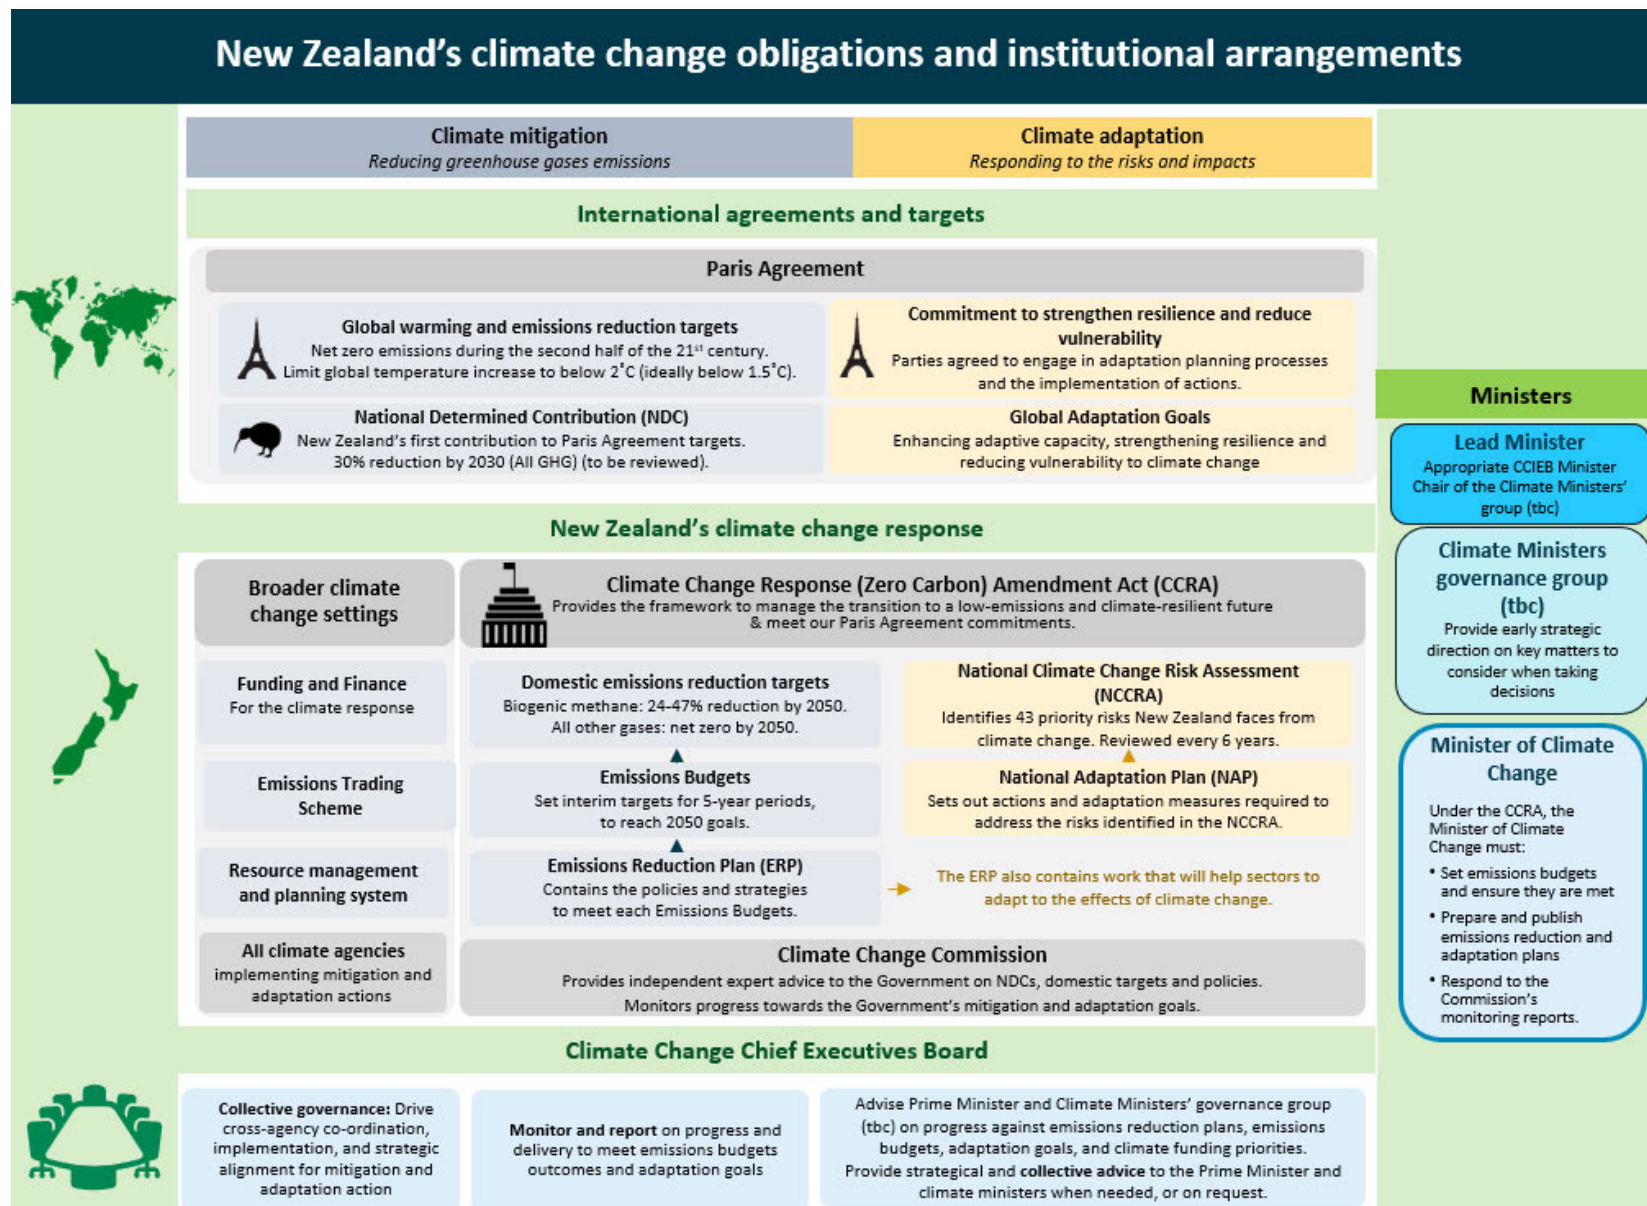 New Zealand's climate change obligations and institutional arrangements
Climate mitigation
Reducing greenhouse gases emissions
Climate adaptation
Responding to the risks and impacts
International agreements and targets
Paris Agreement
Global warming and emissions reduction targets
Net zero emissions during the second half of the 21st century.
Limit global temperature increase to below 2˚C (ideally below 1.5˚C).
Commitment to strengthen resilience and reduce
vulnerability
Parties agreed to engage in adaptation planning processes
and the implementation of actions.
National Determined Contribution (NDC)
New Zealand's first contribution to Paris Agreement targets.
30% reduction by 2030 (All GHG) (to be reviewed).
Global Adaptation Goals
Enhancing adaptive capacity, strengthening resilience and
reducing vulnerability to climate change
New Zealand's climate change response
Broader climate
change settings
Funding and Finance
For the climate response
Emissions Trading
Scheme
Resource management
and planning system
All climate agencies
implementing mitigation and
adaptation actions
Climate Change Response (Zero Carbon) Amendment Act (CCRA)
Provides the framework to manage the transition to a low-emissions and climate-resilient future
& meet our Paris Agreement commitments.
Domestic emissions reduction targets
Biogenic methane: 24-47% reduction by 2050.
All other gases: net zero by 2050.
Emissions Budgets
Set interim targets for 5-year periods,
to reach 2050 goals.
Emissions Reduction Plan (ERP)
Contains the policies and strategies
to meet each Emissions Budgets.
National Climate Change Risk Assessment
(NCCRA)
Identifies 43 priority risks New Zealand faces from
climate change. Reviewed every 6 years.
National Adaptation Plan (NAP)
Sets out actions and adaptation measures required to
address the risks identified in the NCCRA.
The ERP also contains work that will help sectors to
adapt to the effects of climate change.
Climate Change Commission
Provides independent expert advice to the Government on NDCs, domestic targets and policies.
Monitors progress towards the Government's mitigation and adaptation goals.
Climate Change Chief Executives Board
Collective governance: Drive
cross-agency co-ordination,
implementation, and strategic
alignment for mitigation and
adaptation action
Monitor and report on progress and
delivery to meet emissions budgets
outcomes and adaptation goals
Advise Prime Minister and Climate Ministers' governance group
(tbc) on progress against emissions reduction plans, emissions
budgets, adaptation goals, and climate funding priorities.
Provide strategical and collective advice to the Prime Minister and
climate ministers when needed, or on request.
Ministers
Lead Minister
Appropriate CCIEB Minister
Chair of the Climate Ministers'
group (tbc)
Climate Ministers
governance group
(tbc)
Provide early strategic
direction on key matters to
consider when taking
decisions
Minister of Climate
Change
Under the CCRA, the
Minister of Climate
Change must:
• Set emissions budgets
and ensure they are met
• Prepare and publish
emissions reduction and
adaptation plans
• Respond to the
Commission's
monitoring reports.